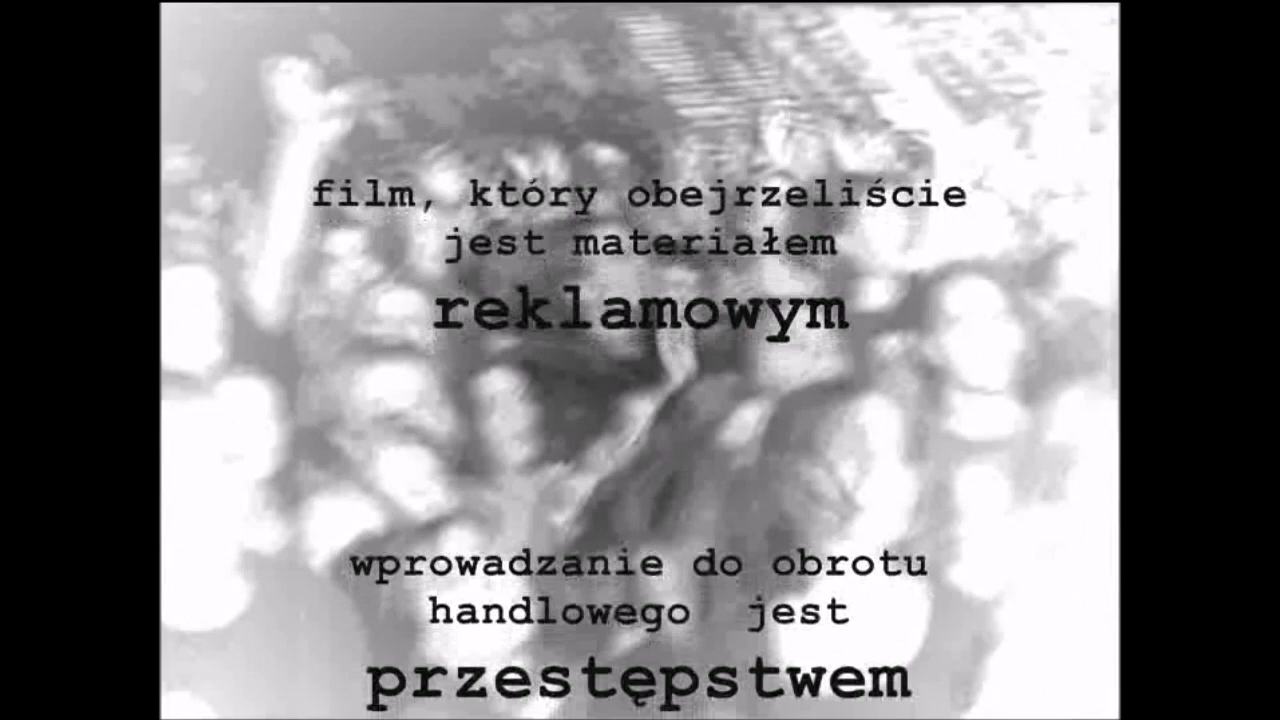 film, który obejrzeliście
jest materiałem
reklamowym
wprowadzanie do obrotu
handlowego jest
przestępstwem